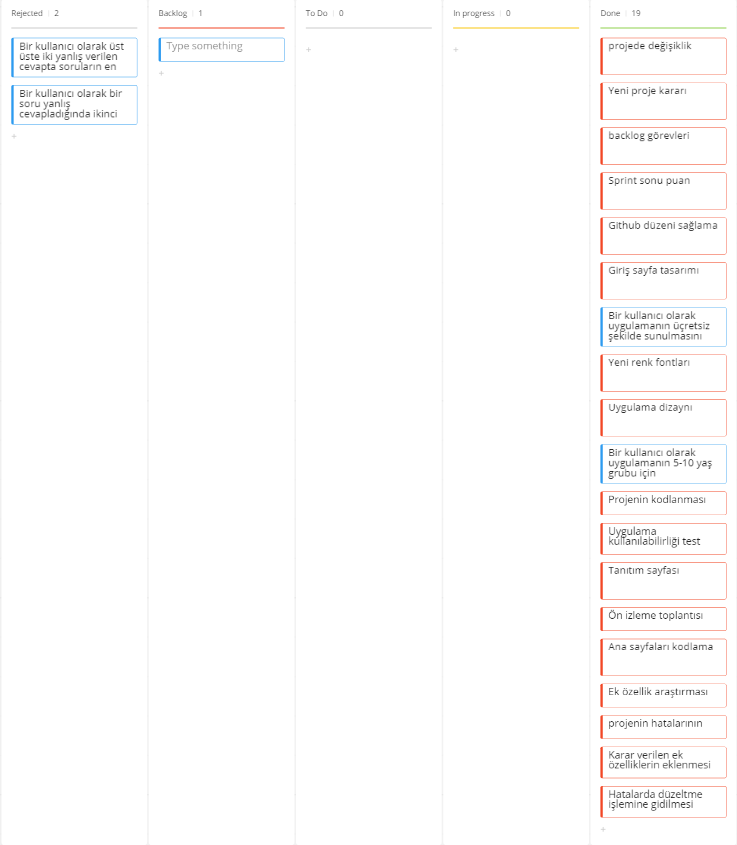 Rejected 2
Bir kullanıcı olarak üst
üste iki yanlış verilen
cevapta soruların en
Bir kullanıcı olarak bir
soru yanlış
cevapladığında ikinci
+
Backlog 1
Type something
+
To Do 0
+
In progress 0
+
Done 19
projede değişiklik
Yeni proje kararı
backlog görevleri
Sprint sonu puan
Github düzeni sağlama
Giriş sayfa tasarımı
Bir kullanıcı olarak
uygulamanın üçretsiz
şekilde sunulmasını
Yeni renk fontları
Uygulama dizaynı
Bir kullanıcı olarak
uygulamanın 5-10 yaş
grubu için
Projenin kodlanması
Uygulama
kullanılabilirliği test
Tanıtım sayfası
Ön izleme toplantısı
Ana sayfaları kodlama
Ek özellik araştırması
projenin hatalarının
Karar verilen ek
özelliklerin eklenmesi
Hatalarda düzeltme
işlemine gidilmesi
+